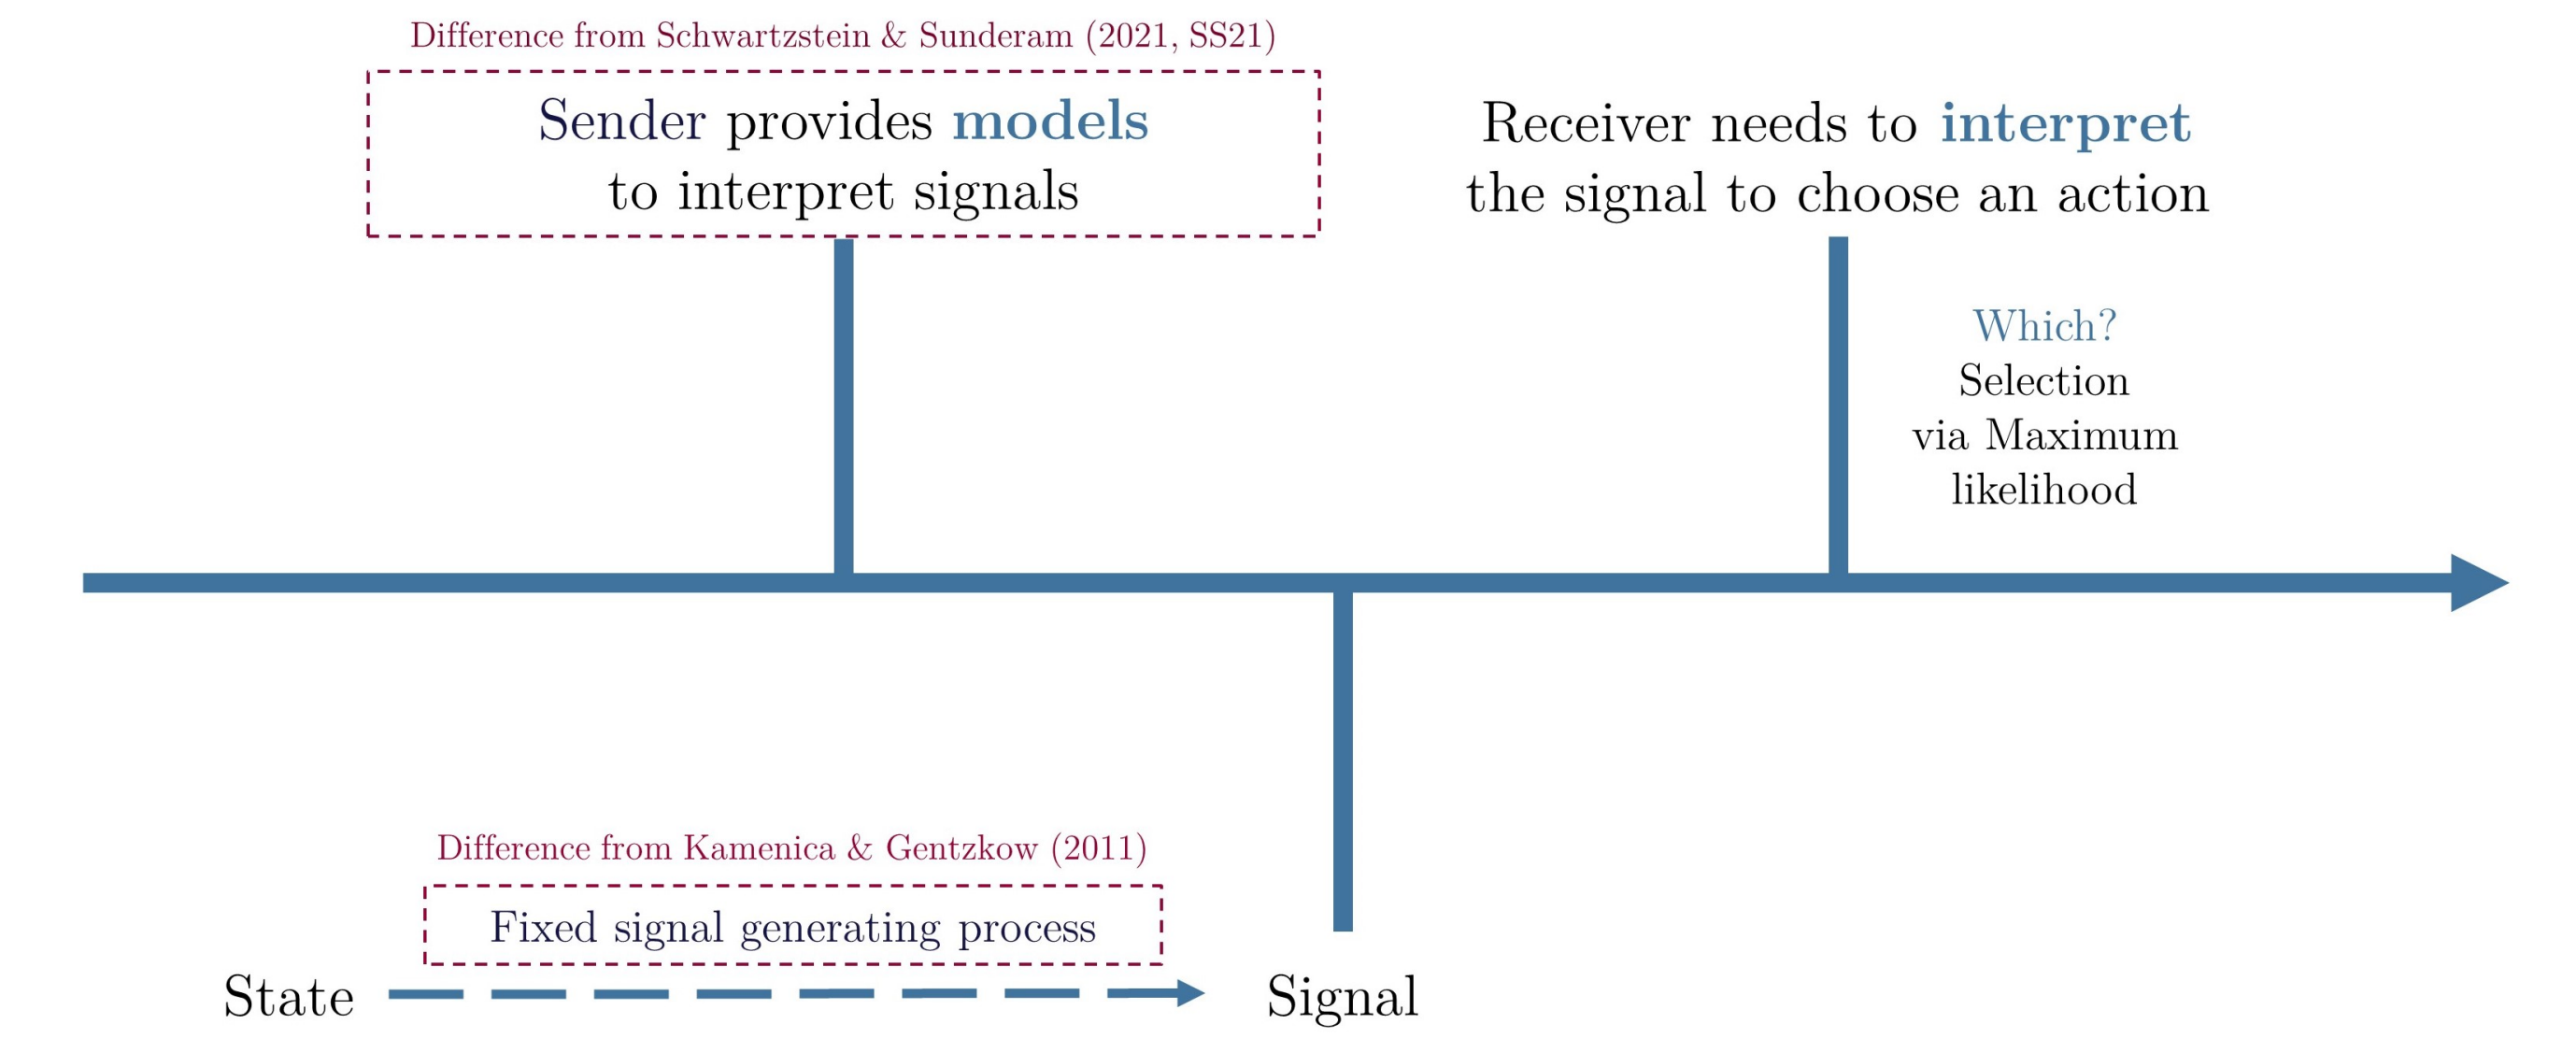 Difference from Schwartzstein & Sunderam (2021, SS21)
Sender provides models
to interpret signals
Receiver needs to interpret
the signal to choose an action
Which?
Selection
via Maximum
likelihood
Difference from Kamenica & Gentzkow (2011)
Fixed signal generating process
State
Signal